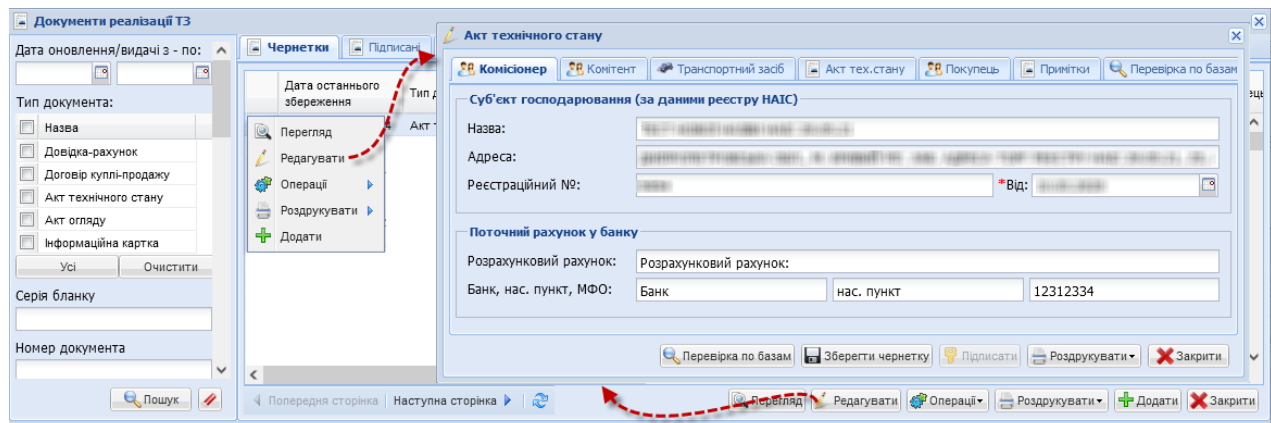 Документи реалізації ТЗ
Дата оновлення/видачі з - по:
Тип документа:
Назва
Довідка-рахунок
Договір куплі-продажу
Акт технічного стану
Акт огляду
Інформаційна картка
Усі Очистити
Серія бланку
Номер документа
Пошук
Чернетки Підписані
Дата останнього
збереження
Тип
Акт
Перегляд
Редагувати
Операції
Роздрукувати
Додати
Акт технічного стану
Комісіонер Комітент Транспортний засіб Акт тех.стану Покупець Примітки Перевірка по базам
Суб'єкт господарювання (за даними реєстру НАІС)
Назва:
Адреса:
Реєстраційний №: *Від:
Поточний рахунок у банку
Розрахунковий рахунок: Розрахунковий рахунок:
Банк, нас. пункт, МФО: Банк нас. пункт 12312334
Перевірка по базам Зберегти чернетку Підписати Роздрукувати Закрити
Попередня сторінка Наступна сторінка Перегляд Редагувати Операції Роздрукувати Додати Закрити